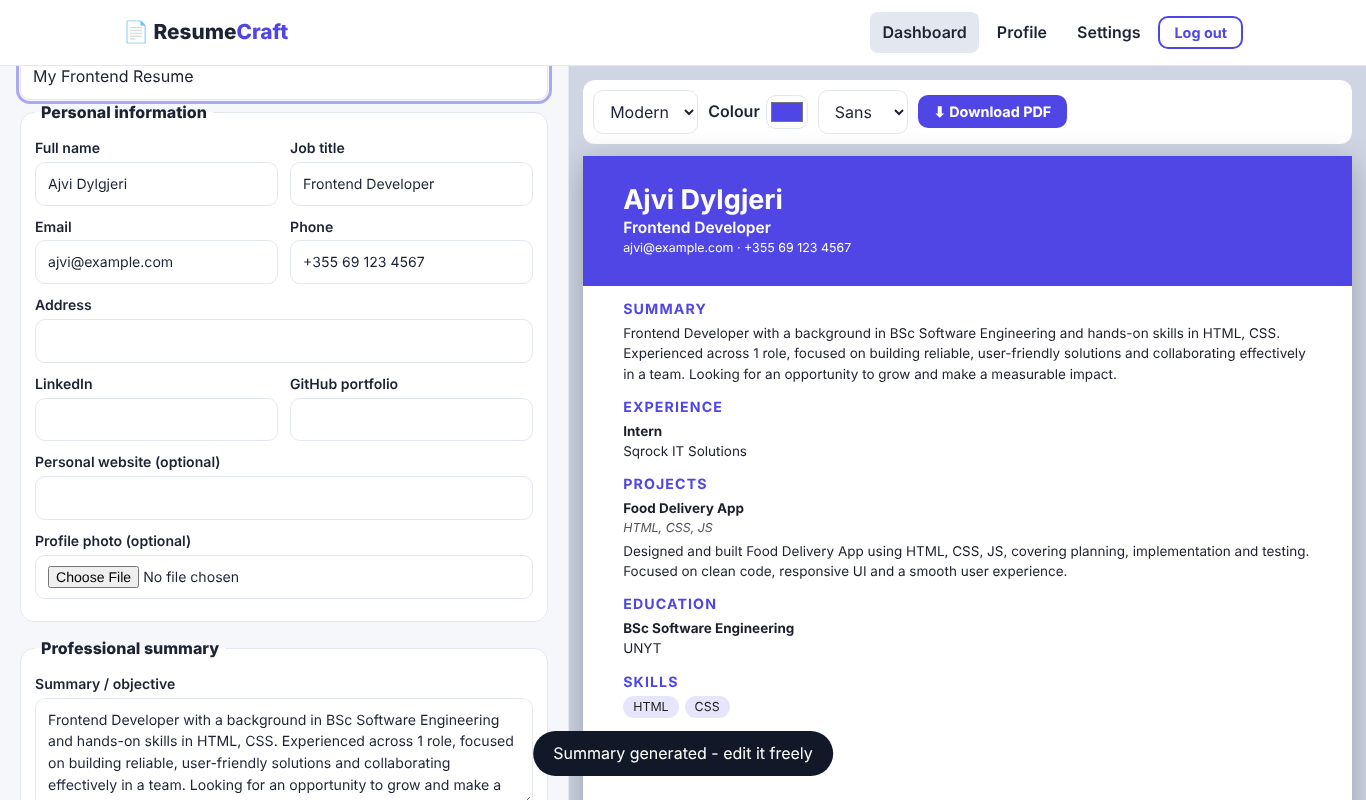 📄 ResumeCraft
Dashboard
Profile
Settings
Log out
My Frontend Resume
Personal information
Full name
Job title
Ajvi Dylgjeri
Frontend Developer
Email
Phone
ajvi@example.com
+355 69 123 4567
Address
LinkedIn
GitHub portfolio
Personal website (optional)
Profile photo (optional)
Choose File No file chosen
Professional summary
Summary / objective
Frontend Developer with a background in BSc Software Engineering
and hands-on skills in HTML, CSS. Experienced across 1 role, focused
on building reliable, user-friendly solutions and collaborating
effectively in a team. Looking for an opportunity to grow and make a
Modern
Colour
Sans
⬇ Download PDF
Ajvi Dylgjeri
Frontend Developer
ajvi@example.com · +355 69 123 4567
SUMMARY
Frontend Developer with a background in BSc Software Engineering and hands-on skills in HTML, CSS.
Experienced across 1 role, focused on building reliable, user-friendly solutions and collaborating effectively
in a team. Looking for an opportunity to grow and make a measurable impact.
EXPERIENCE
Intern
Sqrock IT Solutions
PROJECTS
Food Delivery App
HTML, CSS, JS
Designed and built Food Delivery App using HTML, CSS, JS, covering planning, implementation and testing.
Focused on clean code, responsive UI and a smooth user experience.
EDUCATION
BSc Software Engineering
UNYT
SKILLS
HTML
CSS
Summary generated - edit it freely